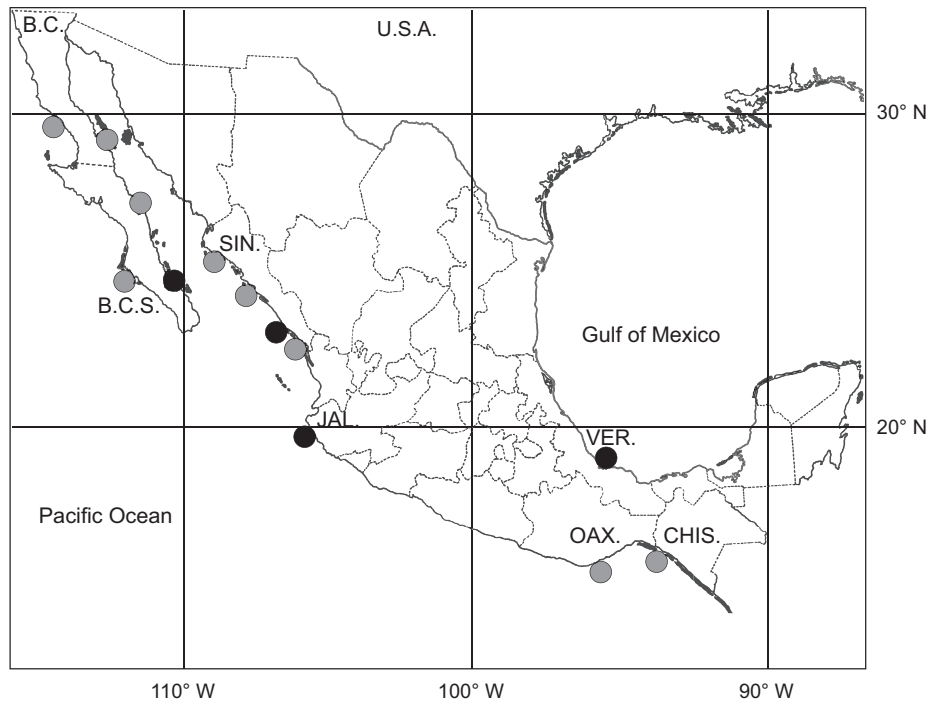 B.C.
U.S.A.
30° N
SIN.
B.C.S.
Gulf of Mexico
JAL.
20° N
VER.
Pacific Ocean
OAX.
CHIS.
110° W
100° W
90° W